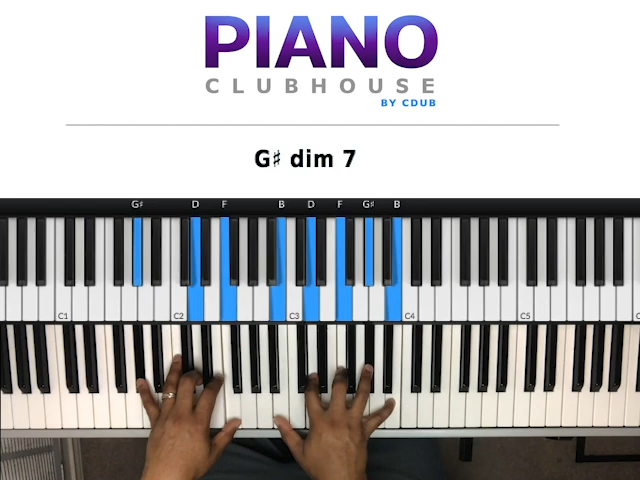 PIANO
CLUBHOUSE
BY CDUB
G♯ dim 7
G♯ D F B D F G♯ B
C1 C2 C3 C4 C5 C